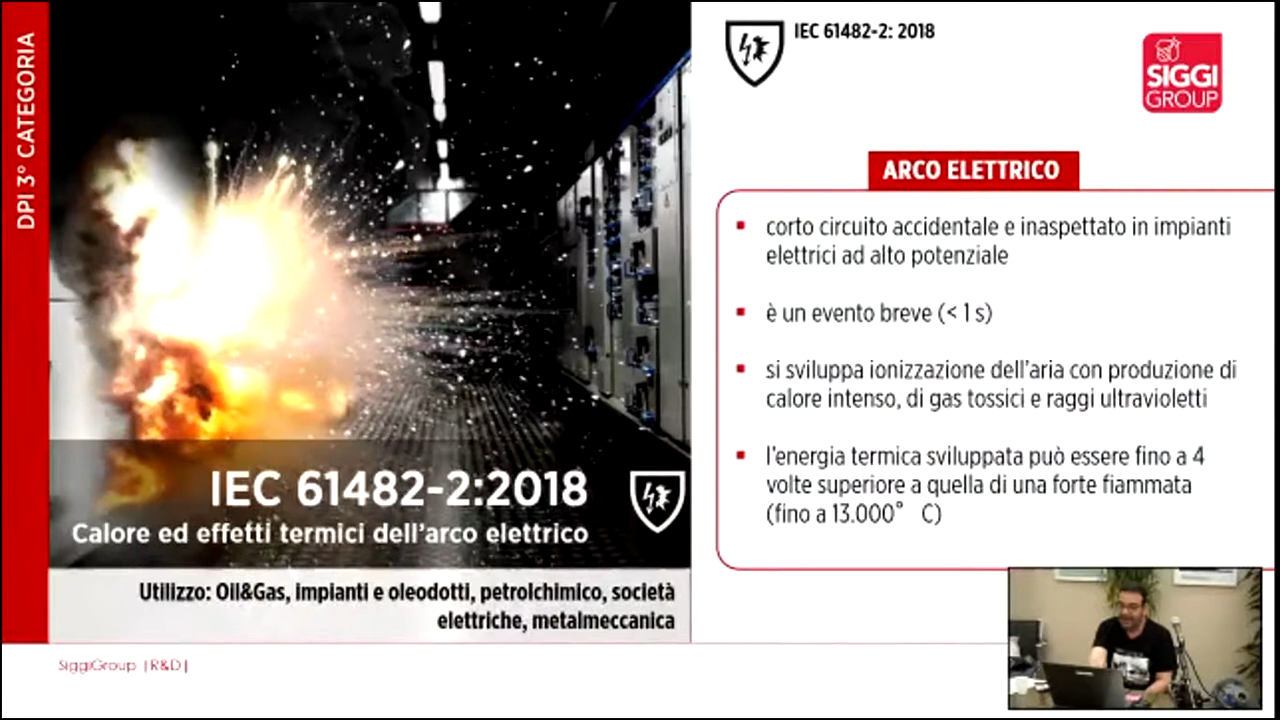 DPI 3° CATEGORIA
IEC 61482-2:2018
Calore ed effetti termici dell'arco elettrico
Utilizzo: Oil&Gas, impianti e oleodotti, petrolchimico, società
elettriche, metalmeccanica
SiggiGroup |R&D|
IEC 61482-2: 2018
SIGGI
GROUP
ARCO ELETTRICO
▪ corto circuito accidentale e inaspettato in impianti
elettrici ad alto potenziale
▪ è un evento breve (< 1 s)
▪ si sviluppa ionizzazione dell'aria con produzione di
calore intenso, di gas tossici e raggi ultravioletti
▪ l'energia termica sviluppata può essere fino a 4
volte superiore a quella di una forte fiammata
(fino a 13.000° C)